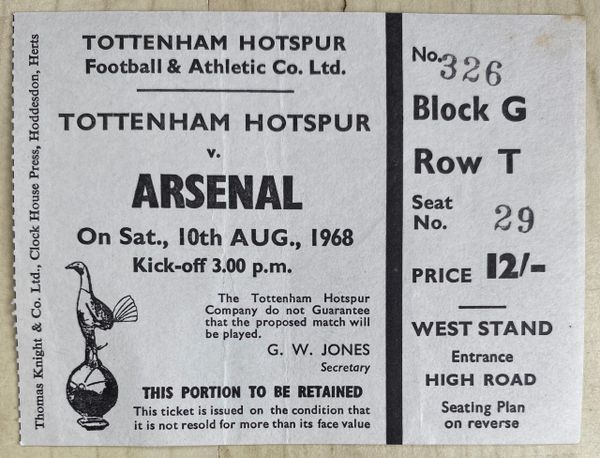 Thomas Knight & Co. Ltd., Clock House Press, Hoddesdon, Herts
TOTTENHAM HOTSPUR
Football & Athletic Co. Ltd.
TOTTENHAM HOTSPUR
v.
ARSENAL
On Sat., 10th AUG., 1968
Kick-off 3.00 p.m.
The Tottenham Hotspur
Company do not Guarantee
that the proposed match will
be played.
G. W. JONES
Secretary
THIS PORTION TO BE RETAINED
This ticket is issued on the condition that
it is not resold for more than its face value
No. 326
Block G
Row T
Seat
No. 29
PRICE 12/-
WEST STAND
Entrance
HIGH ROAD
Seating Plan
on reverse